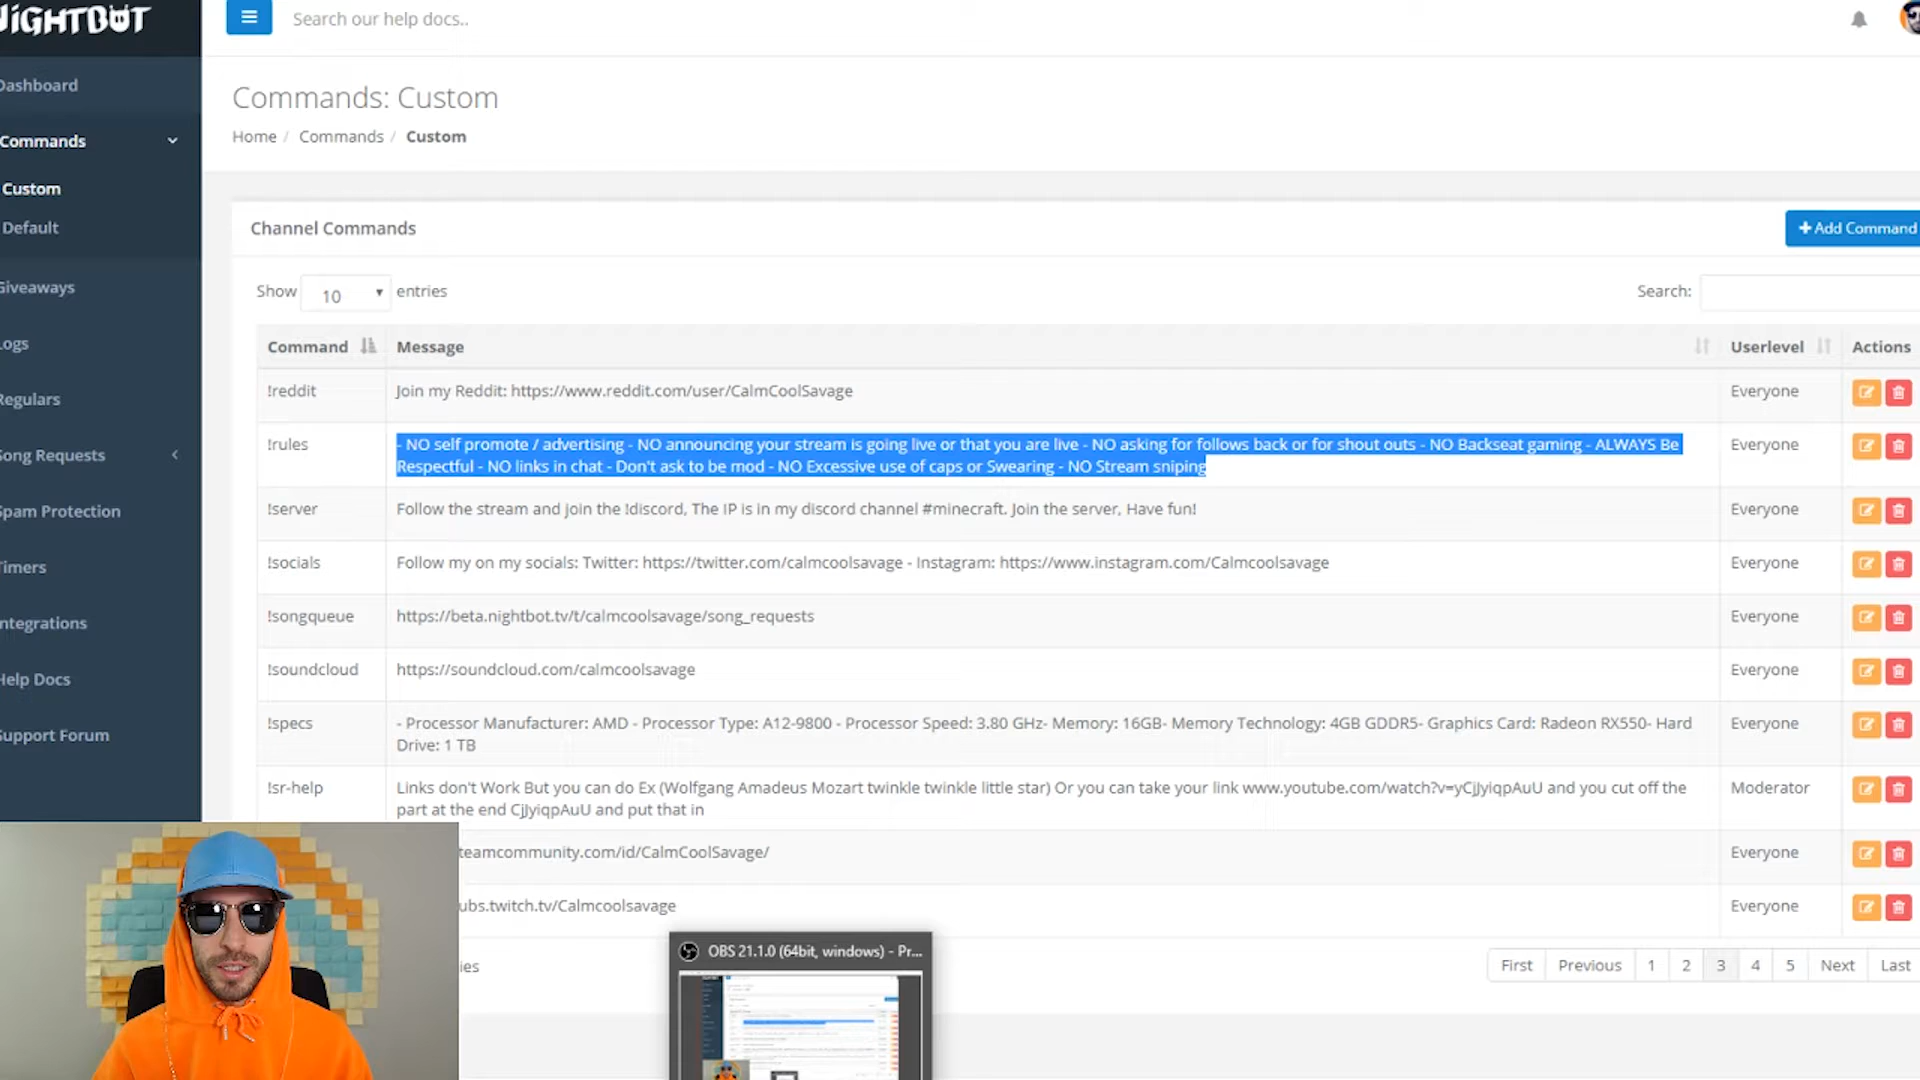 NIGHTBOT
Search our help docs..
Dashboard
Commands
Custom
Default
Giveaways
Logs
Regulars
Song Requests
Spam Protection
Timers
Integrations
Help Docs
Support Forum
Commands: Custom
Home / Commands / Custom
Channel Commands
+ Add Command
Show 10 entries
Search:
Command Message Userlevel Actions
!reddit Join my Reddit: https://www.reddit.com/user/CalmCoolSavage Everyone
!rules - NO self promote / advertising - NO announcing your stream is going live or that you are live - NO asking for follows back or for shout outs - NO Backseat gaming - ALWAYS Be Everyone
Respectful - NO links in chat - Don't ask to be mod - NO Excessive use of caps or Swearing - NO Stream sniping
!server Follow the stream and join the !discord, The IP is in my discord channel #minecraft. Join the server, Have fun! Everyone
!socials Follow my on my socials: Twitter: https://twitter.com/calmcoolsavage - Instagram: https://www.instagram.com/Calmcoolsavage Everyone
!songqueue https://beta.nightbot.tv/t/calmcoolsavage/song_requests Everyone
!soundcloud https://soundcloud.com/calmcoolsavage Everyone
!specs - Processor Manufacturer: AMD - Processor Type: A12-9800 - Processor Speed: 3.80 GHz- Memory: 16GB- Memory Technology: 4GB GDDR5- Graphics Card: Radeon RX550- Hard Everyone
Drive: 1 TB
!sr-help Links don't Work But you can do Ex (Wolfgang Amadeus Mozart twinkle twinkle little star) Or you can take your link www.youtube.com/watch?v=yCjJyiqpAuU and you cut off the Moderator
part at the end CjJyiqpAuU and put that in
teamcommunity.com/id/CalmCoolSavage/ Everyone
ubs.twitch.tv/Calmcoolsavage Everyone
ies
First Previous 1 2 3 4 5 Next Last
OBS 21.1.0 (64bit, windows) - Pr...